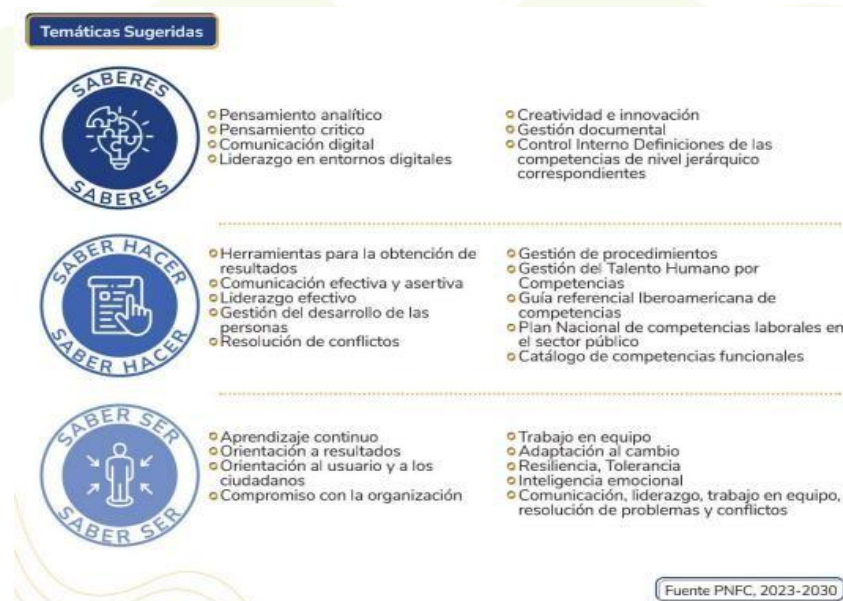 Temáticas Sugeridas
SABERES
SABERES
Pensamiento analítico
Pensamiento critico
Comunicación digital
Liderazgo en entornos digitales
Creatividad e innovación
Gestión documental
Control Interno Definiciones de las
competencias de nivel jerárquico
correspondientes
SABER HACER
SABER HACER
Herramientas para la obtención de
resultados
Comunicación efectiva y asertiva
Liderazgo efectivo
Gestión del desarrollo de las
personas
Resolución de conflictos
Gestión de procedimientos
Gestión del Talento Humano por
Competencias
Guía referencial Iberoamericana de
competencias
Plan Nacional de competencias laborales en
el sector público
Catálogo de competencias funcionales
SABER SER
SABER SER
Aprendizaje continuo
Orientación a resultados
Orientación al usuario y a los
ciudadanos
Compromiso con la organización
Trabajo en equipo
Adaptación al cambio
Resiliencia, Tolerancia
Inteligencia emocional
Comunicación, liderazgo, trabajo en equipo,
resolución de problemas y conflictos
Fuente PNFC, 2023-2030